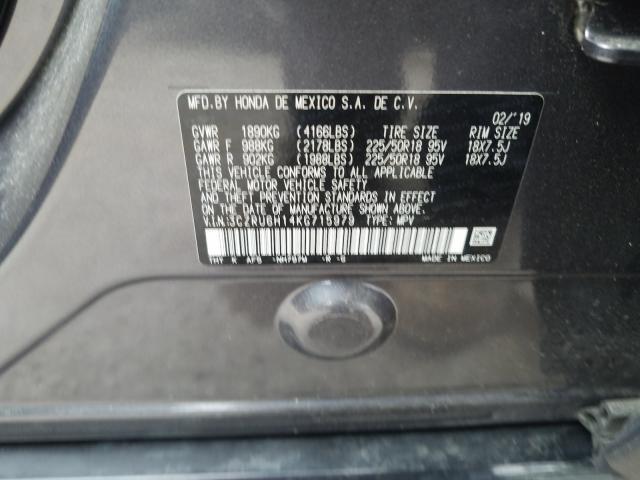 MFD.BY HONDA DE MEXICO S.A. DE C.V.
02/'19
GVWR 1890KG (4166LBS) TIRE SIZE RIM SIZE
GAWR F 988KG (2178LBS) 225/50R18 95V 18X7.5J
GAWR R 902KG (1988LBS) 225/50R18 95V 18X7.5J
THIS VEHICLE CONFORMS TO ALL APPLICABLE
FEDERAL MOTOR VEHICLE SAFETY
AND THEFT PREVENTION STANDARDS IN
EFFECT ON THE DATE OF MANUFACTURE
SHOWN ABOVE.
TYPE: MPV
MADE IN MEXICO